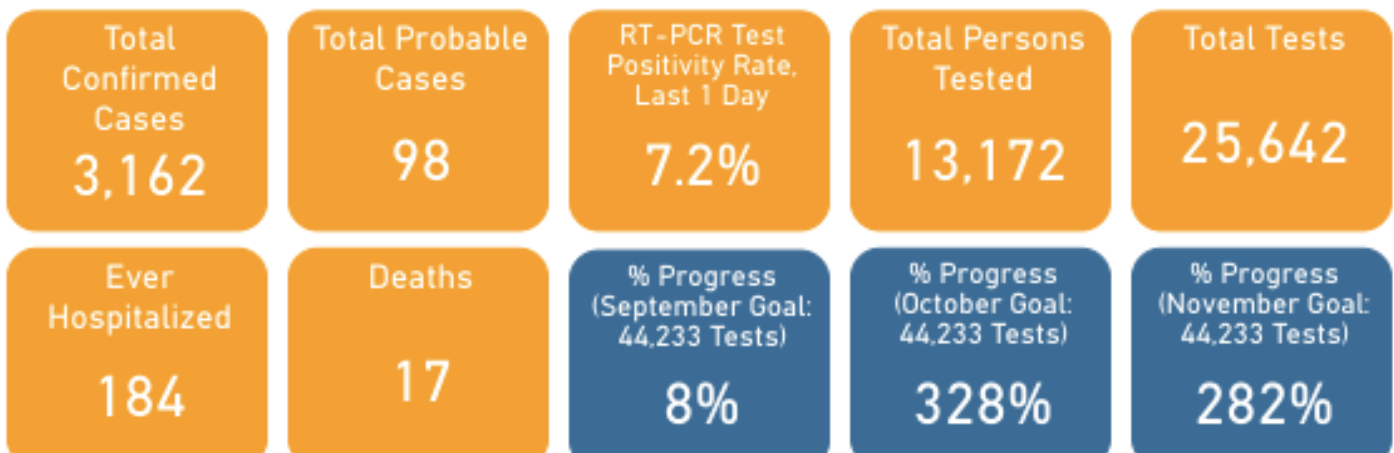 Total
Confirmed
Cases
3,162
Total Probable
Cases
98
RT-PCR Test
Positivity Rate,
Last 1 Day
7.2%
Total Persons
Tested
13,172
Total Tests
25,642
Ever
Hospitalized
184
Deaths
17
% Progress
(September Goal:
44,233 Tests)
8%
% Progress
(October Goal:
44,233 Tests)
328%
% Progress
(November Goal:
44,233 Tests)
282%